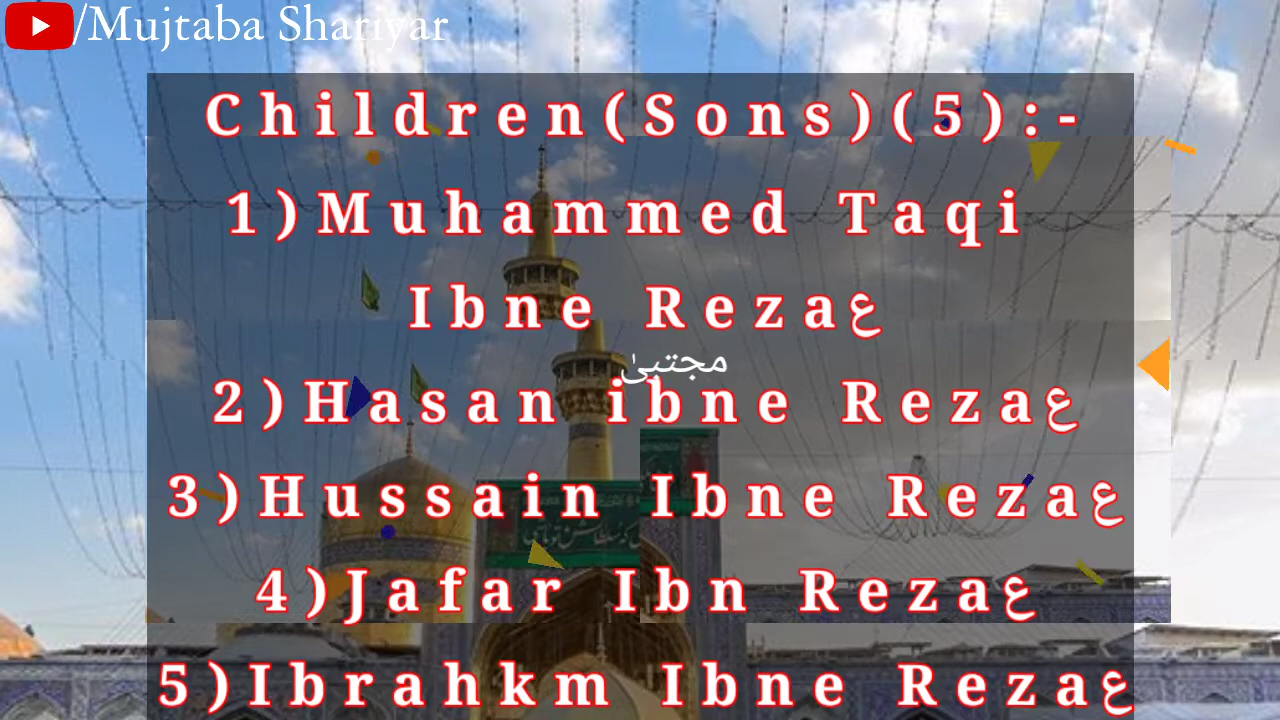 /Mujtaba Shariyar
Children(Sons)(5):-
1)Muhammed Taqi
Ibne Rezaع
مجتبیٰ
2)Hasan ibne Rezaع
3)Hussain Ibne Rezaع
4)Jafar Ibn Rezaع
5)Ibrahkm Ibne Rezaع